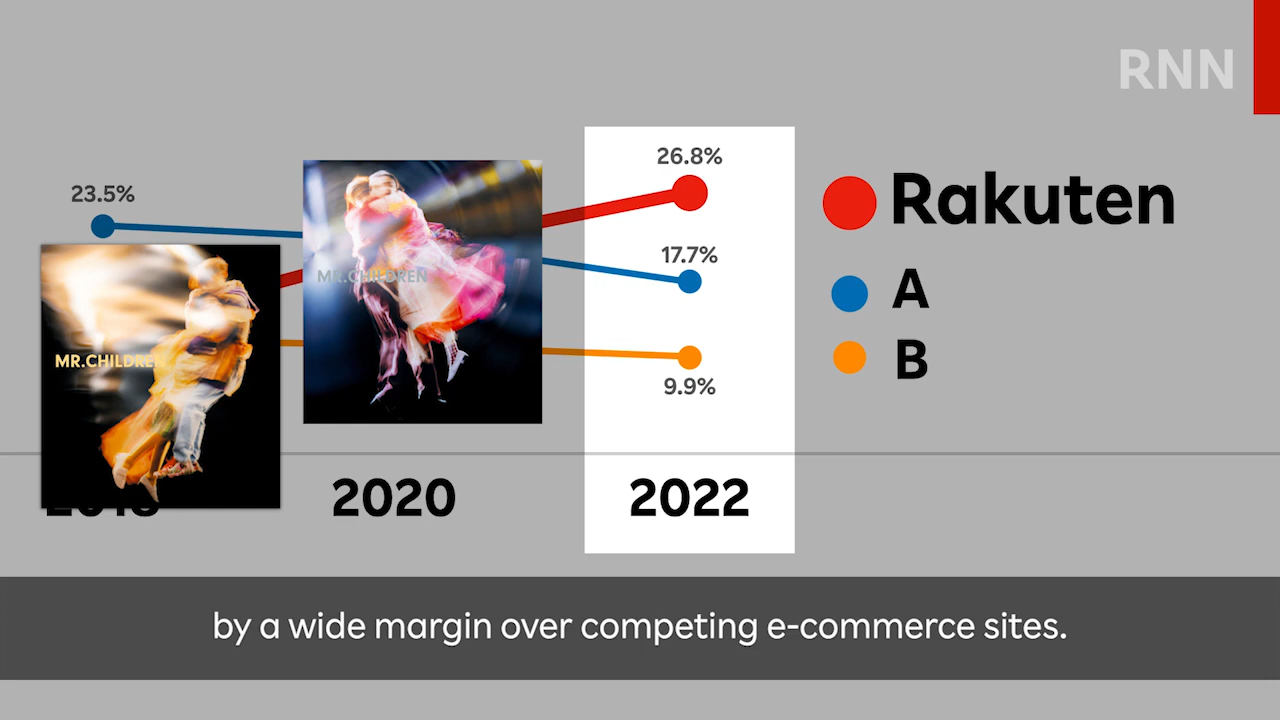 RNN
26.8%
23.5%
Rakuten
17.7%
A
MR.CHILDREN
MR.CHILDREN
B
9.9%
2020
2022
by a wide margin over competing e-commerce sites.